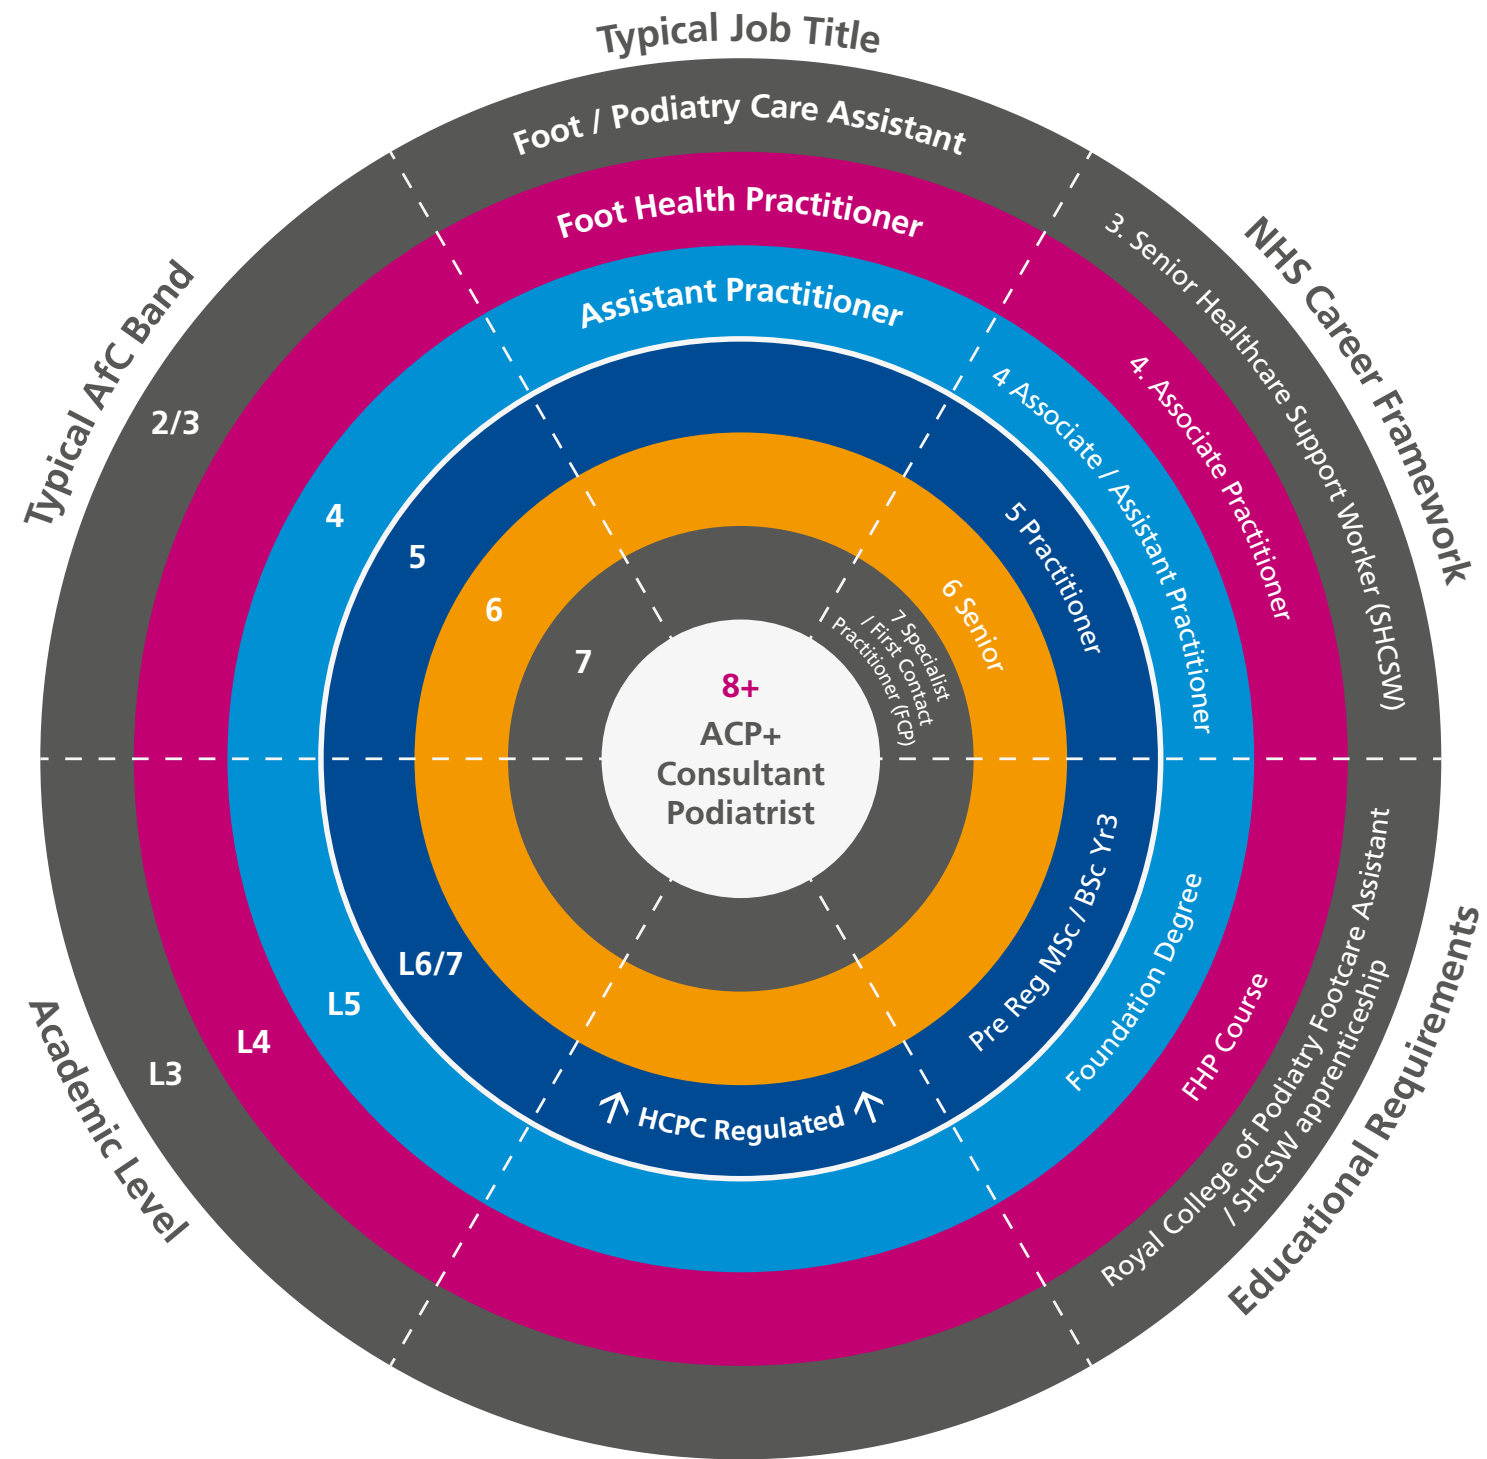 Typical Job Title
Foot / Podiatry Care Assistant
Foot Health Practitioner
Assistant Practitioner
NHS Career Framework
3. Senior Healthcare Support Worker (SHCSW)
4. Associate Practitioner
4 Associate / Assistant Practitioner
5 Practitioner
6 Senior
7 Specialist
/ First Contact
Practitioner (FCP)
Typical AfC Band
2/3
4
5
6
7
8+
ACP+
Consultant
Podiatrist
Educational Requirements
Royal College of Podiatry Footcare Assistant
/ SHCSW apprenticeship
FHP Course
Foundation Degree
Pre Reg MSc / BSc Yr3
↑ HCPC Regulated ↑
Academic Level
L3
L4
L5
L6/7